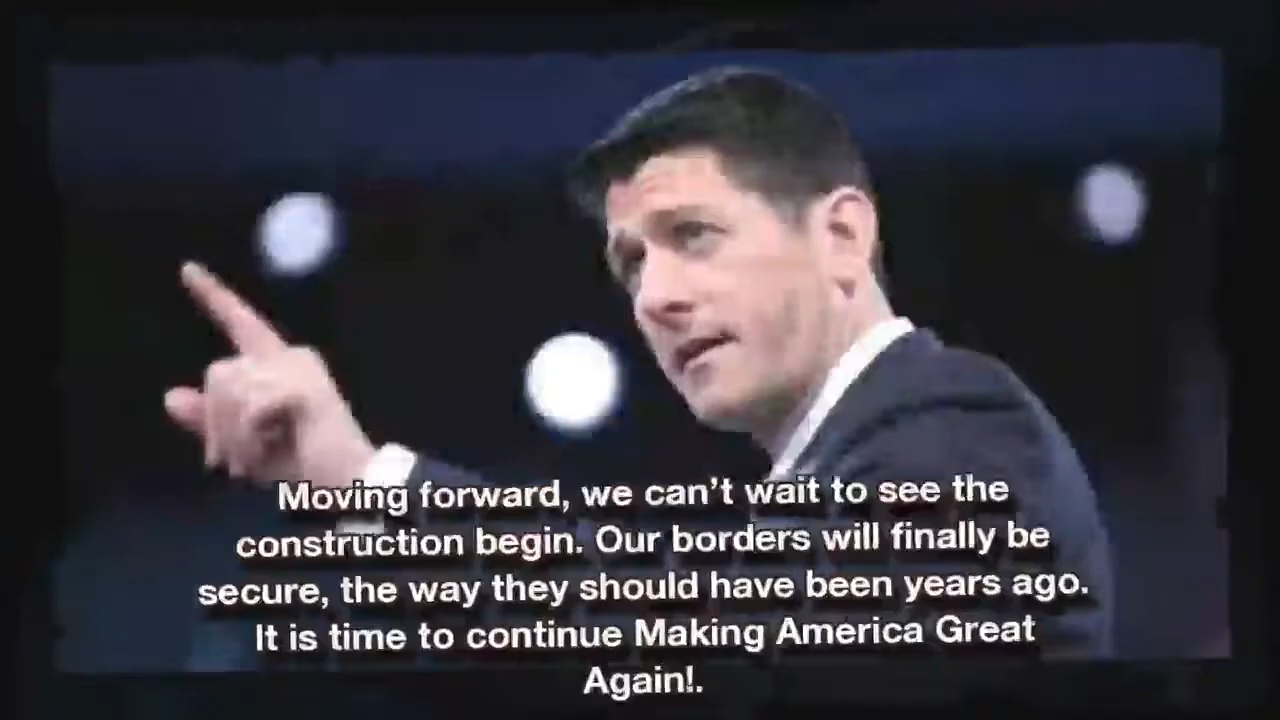 Moving forward, we can’t wait to see the
construction begin. Our borders will finally be
secure, the way they should have been years ago.
It is time to continue Making America Great
Again!.